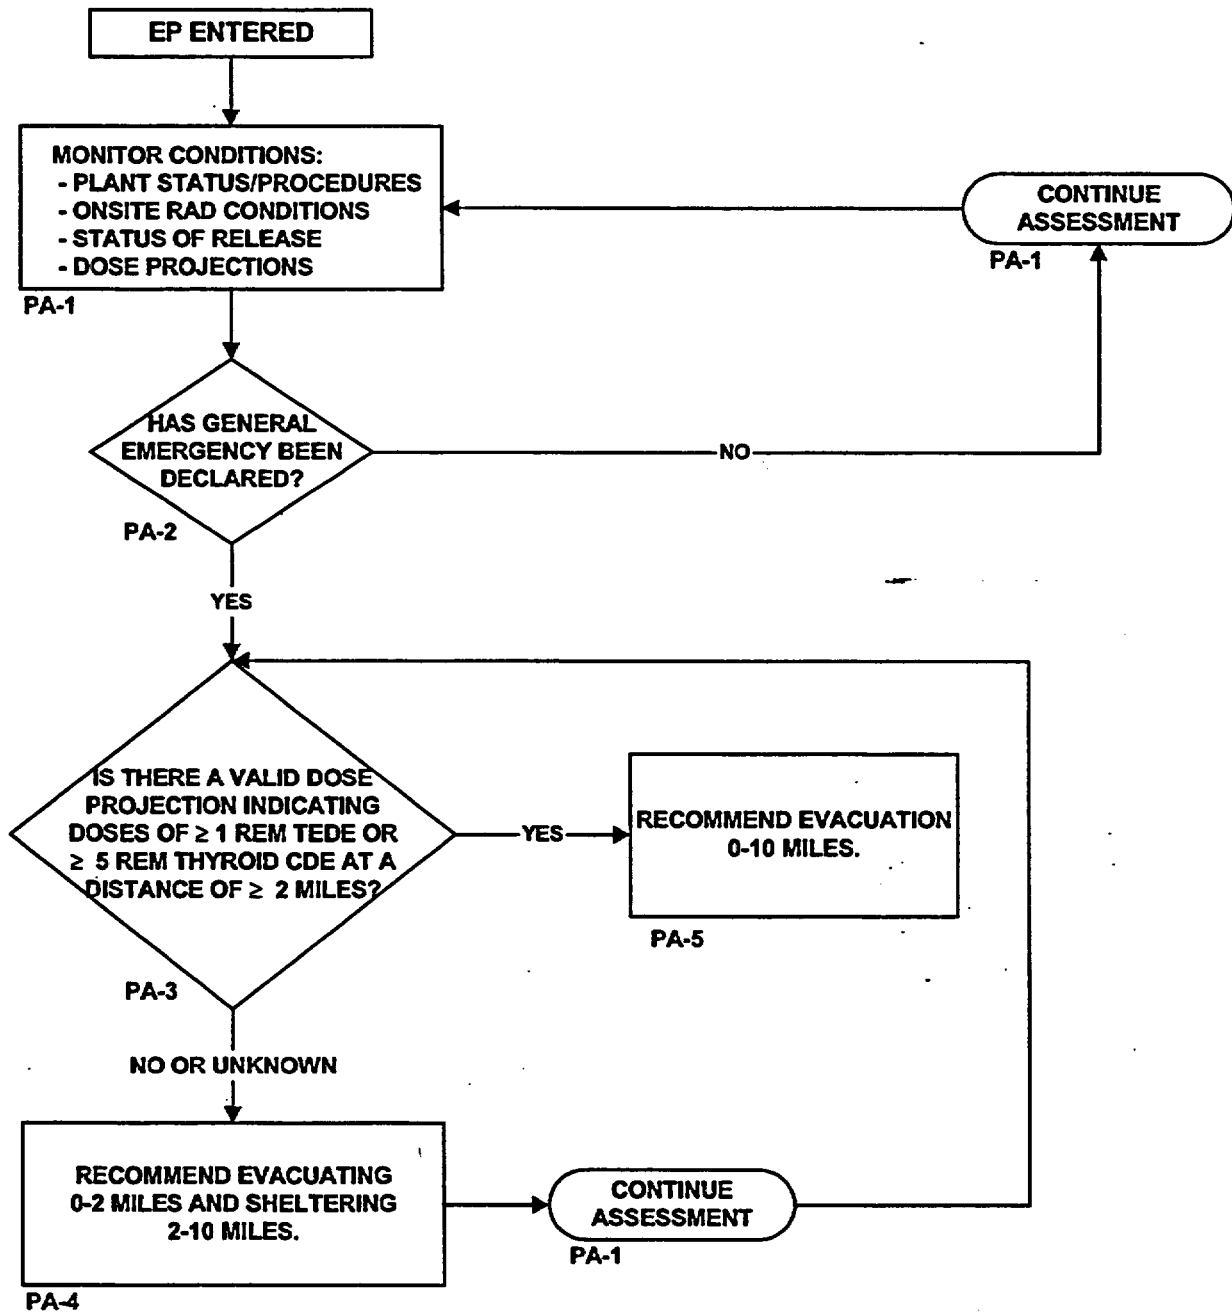 EP ENTERED
MONITOR CONDITIONS:
- PLANT STATUS/PROCEDURES
- ONSITE RAD CONDITIONS
- STATUS OF RELEASE
- DOSE PROJECTIONS
PA-1
CONTINUE
ASSESSMENT
PA-1
HAS GENERAL
EMERGENCY BEEN
DECLARED?
PA-2
NO
YES
IS THERE A VALID DOSE
PROJECTION INDICATING
DOSES OF ≥ 1 REM TEDE OR
≥ 5 REM THYROID CDE AT A
DISTANCE OF ≥ 2 MILES?
PA-3
YES
RECOMMEND EVACUATION
0-10 MILES.
PA-5
NO OR UNKNOWN
RECOMMEND EVACUATING
0-2 MILES AND SHELTERING
2-10 MILES.
PA-4
CONTINUE
ASSESSMENT
PA-1